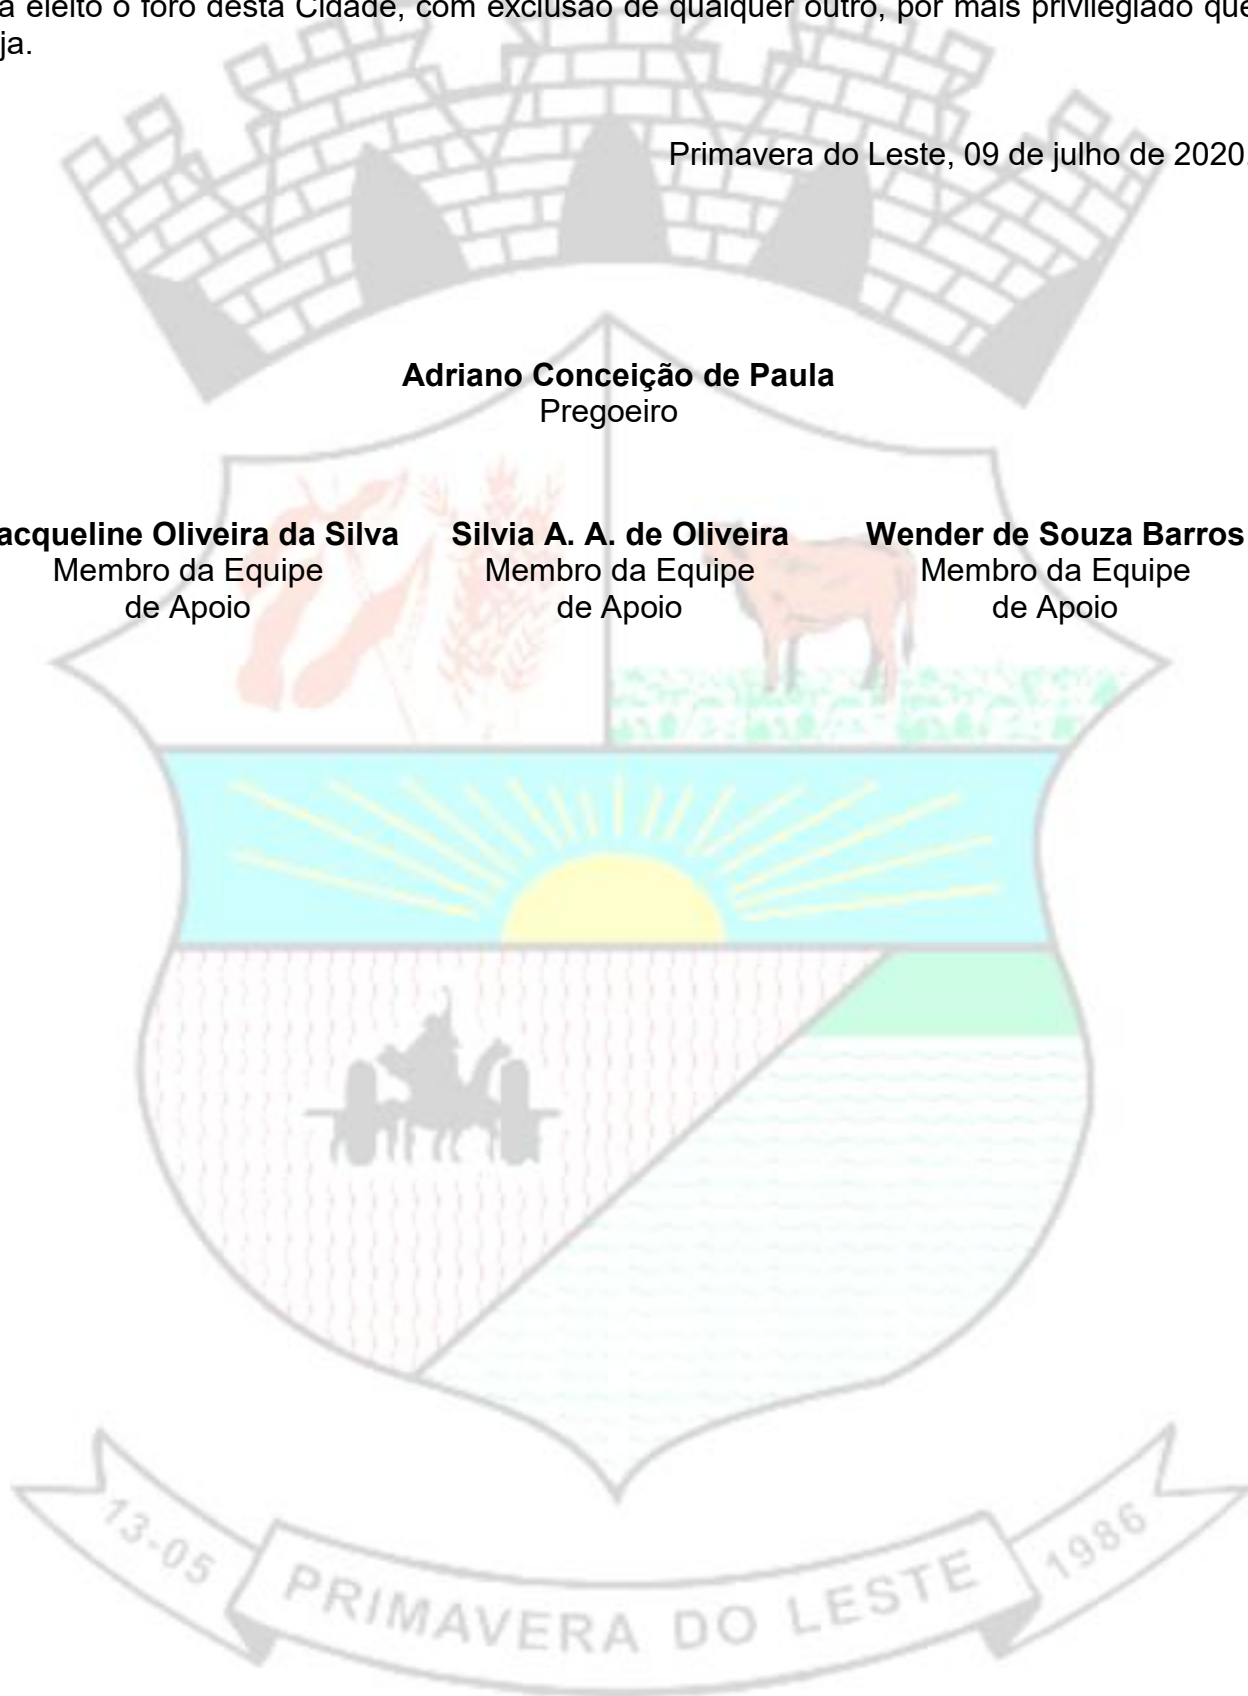 a eleito o foro desta Cidade, com exclusão de qualquer outro, por mais privilegiado que
ja.
Primavera do Leste, 09 de julho de 2020.
Adriano Conceição de Paula
Pregoeiro
acqueline Oliveira da Silva Silvia A. A. de Oliveira Wender de Souza Barros
Membro da Equipe Membro da Equipe Membro da Equipe
de Apoio de Apoio de Apoio
13-05 PRIMAVERA DO LESTE 1986